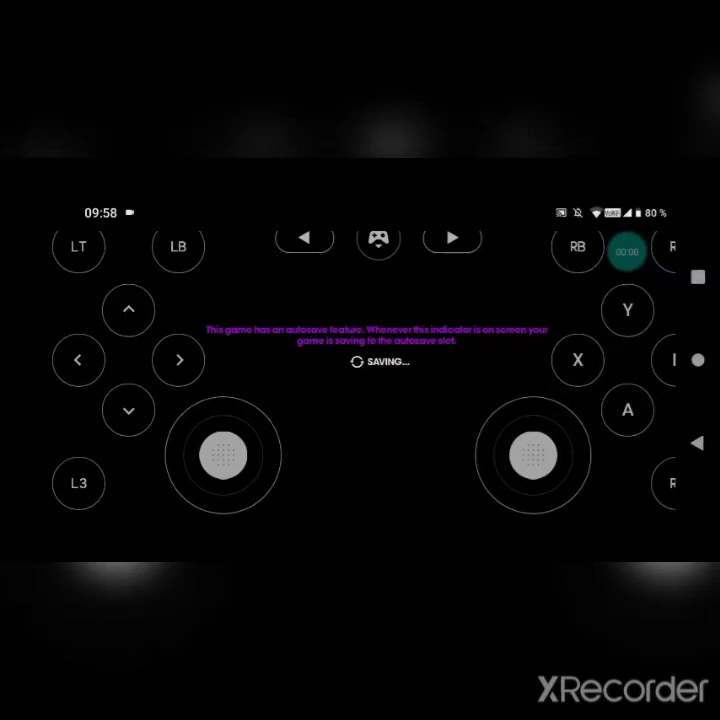 09:58
80 %
LT
LB
RB
R
00:00
Y
This game has an autosave feature. Whenever this indicator is on screen your
game is saving to the autosave slot.
SAVING...
X
A
L3
R
XRecorder